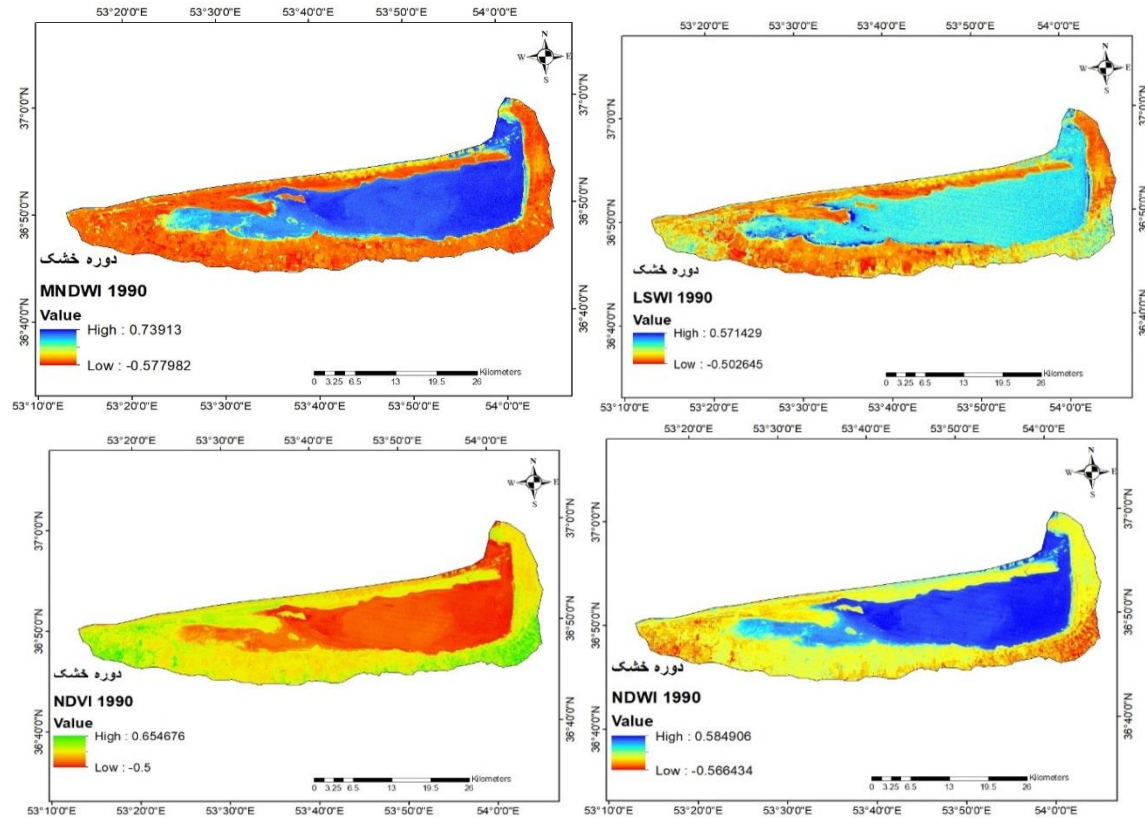 53°20'0"E 53°30'0"E 53°40'0"E 53°50'0"E 54°0'0"E
N
W E
S
37°0'0"N
36°50'0"N
36°40'0"N
دوره خشک
MNDWI 1990
Value
High : 0.73913
Low : -0.577982
Kilometers
0 3.25 6.5 13 19.5 26
53°10'0"E 53°20'0"E 53°30'0"E 53°40'0"E 53°50'0"E 54°0'0"E
53°20'0"E 53°30'0"E 53°40'0"E 53°50'0"E 54°0'0"E
N
W E
S
37°0'0"N
36°50'0"N
36°40'0"N
دوره خشک
LSWI 1990
Value
High : 0.571429
Low : -0.502645
Kilometers
0 3.25 6.5 13 19.5 26
53°10'0"E 53°20'0"E 53°30'0"E 53°40'0"E 53°50'0"E 54°0'0"E
53°20'0"E 53°30'0"E 53°40'0"E 53°50'0"E 54°0'0"E
N
W E
S
37°0'0"N
36°50'0"N
36°40'0"N
دوره خشک
NDVI 1990
Value
High : 0.654676
Low : -0.5
Kilometers
0 3.25 6.5 13 19.5 26
53°10'0"E 53°20'0"E 53°30'0"E 53°40'0"E 53°50'0"E 54°0'0"E
53°20'0"E 53°30'0"E 53°40'0"E 53°50'0"E 54°0'0"E
N
W E
S
37°0'0"N
36°50'0"N
36°40'0"N
دوره خشک
NDWI 1990
Value
High : 0.584906
Low : -0.566434
Kilometers
0 3.25 6.5 13 19.5 26
53°10'0"E 53°20'0"E 53°30'0"E 53°40'0"E 53°50'0"E 54°0'0"E